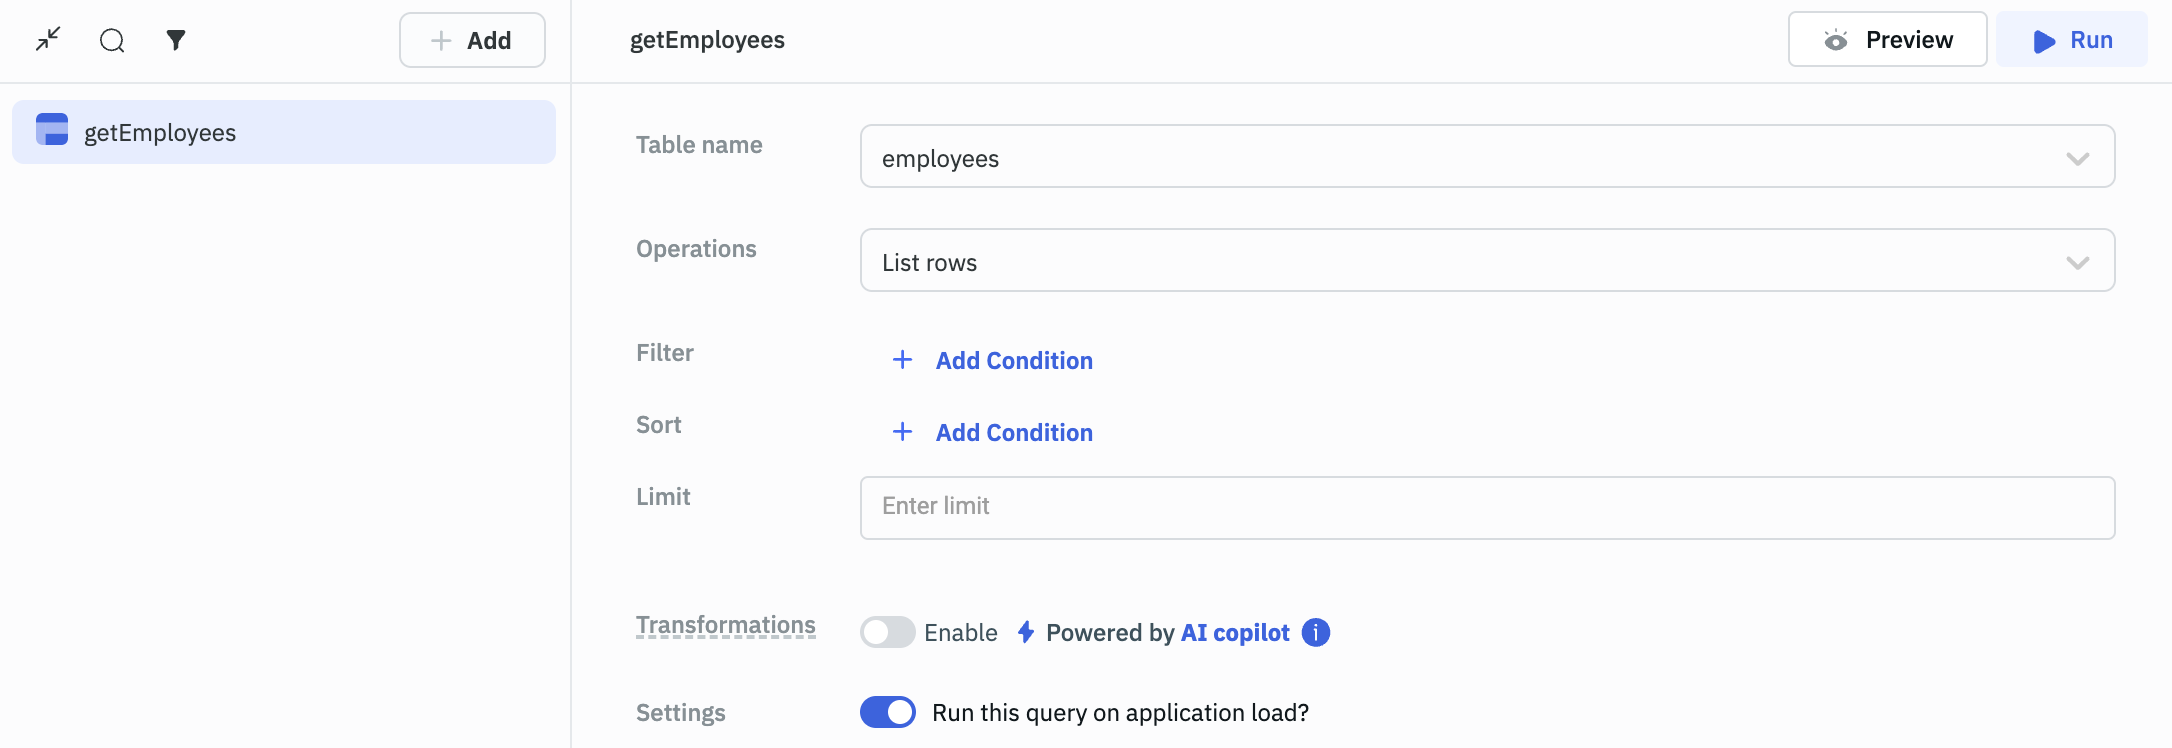 Add
getEmployees
Preview
Run
getEmployees
Table name
employees
Operations
List rows
Filter
+ Add Condition
Sort
+ Add Condition
Limit
Enter limit
Transformations
Enable
Powered by AI copilot
Settings
Run this query on application load?